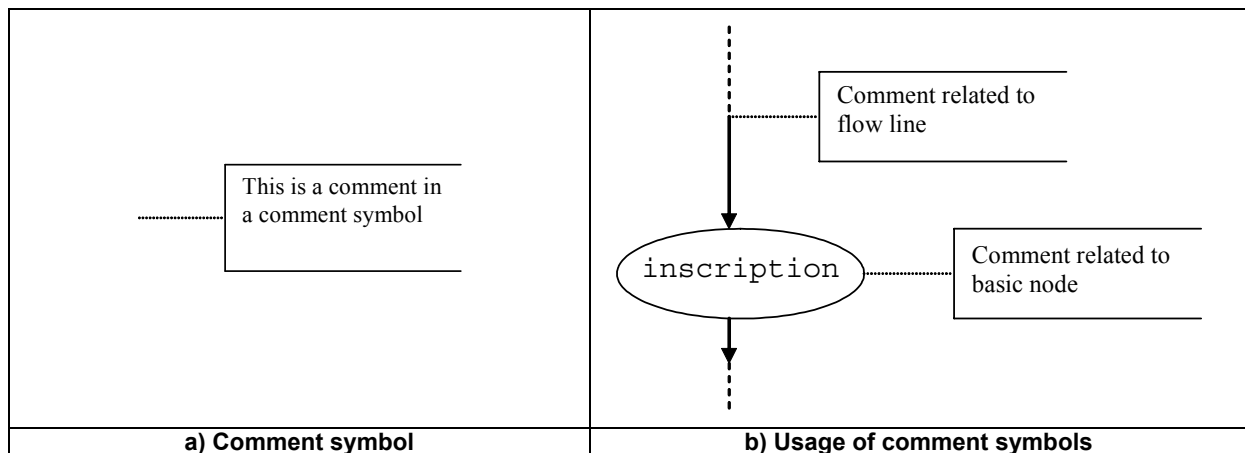 This is a comment in
a comment symbol
a) Comment symbol
Comment related to
flow line
inscription
Comment related to
basic node
b) Usage of comment symbols